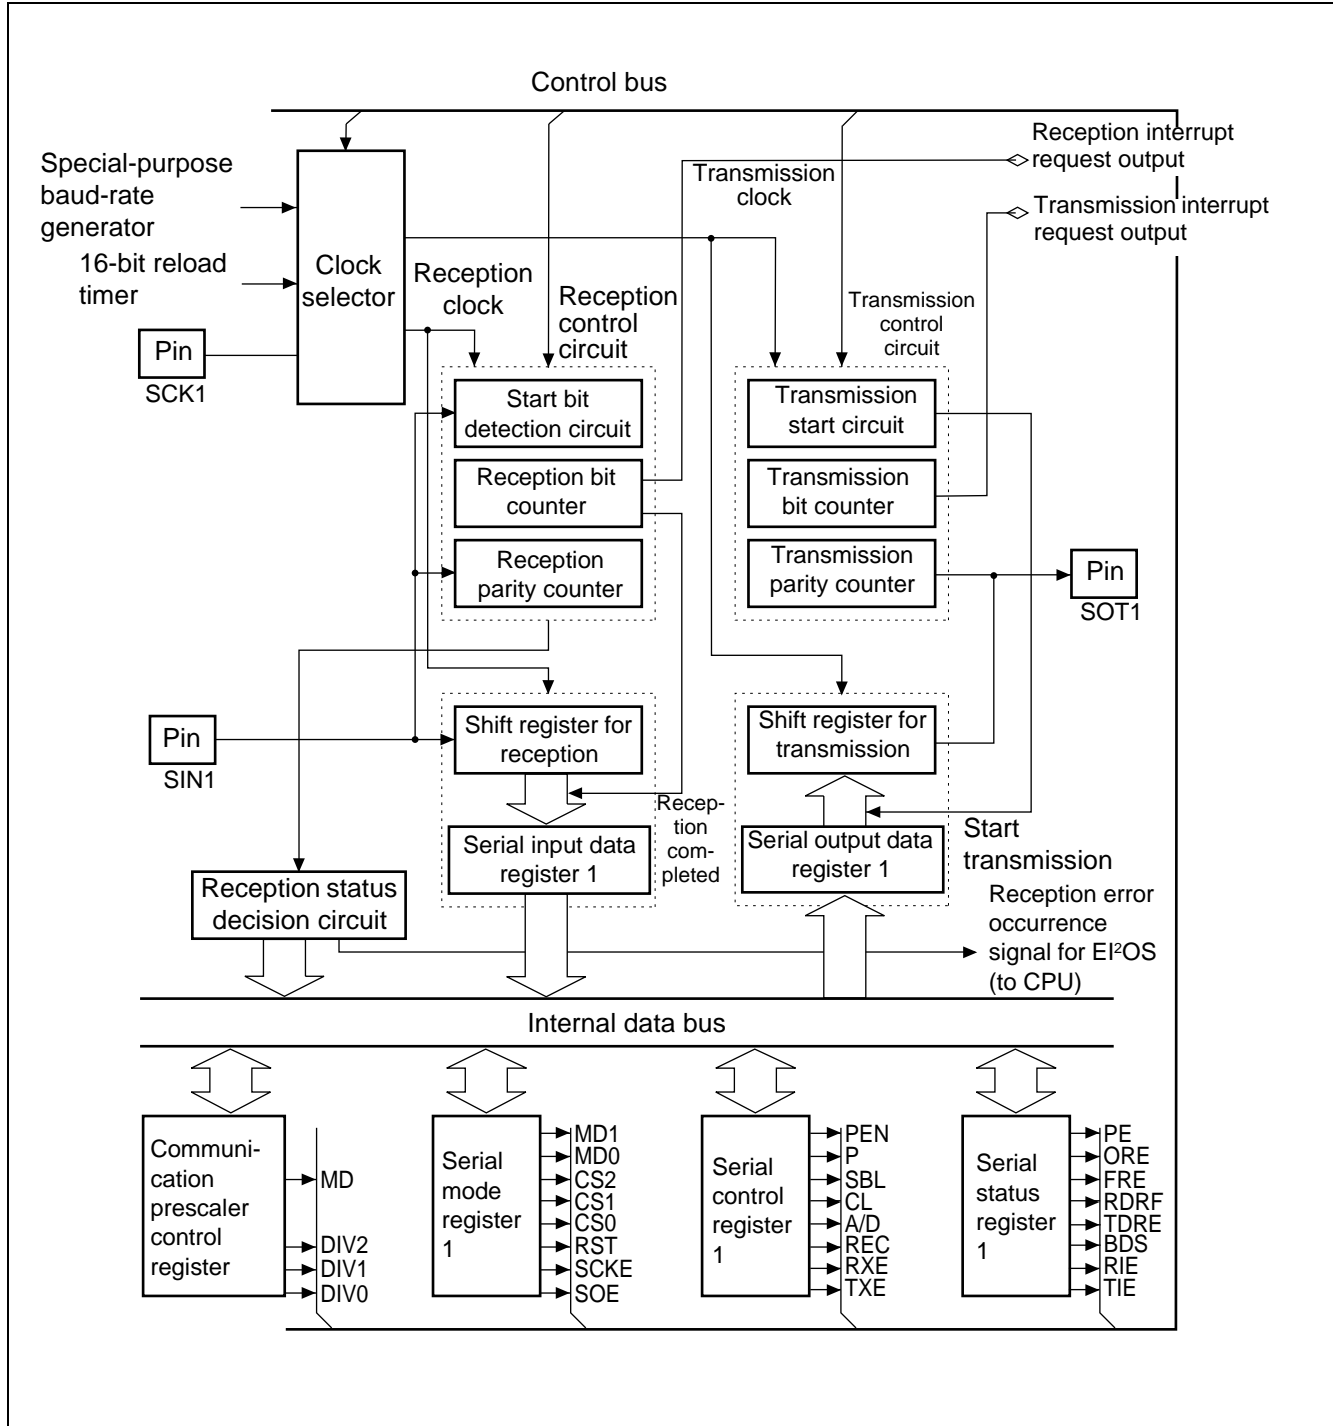 Control bus
Reception interrupt
request output
Special-purpose
baud-rate
generator
Transmission
clock
Transmission interrupt
request output
16-bit reload
timer
Clock
selector
Reception
clock
Reception
control
circuit
Transmission
control
circuit
Pin
SCK1
Start bit
detection circuit
Transmission
start circuit
Reception bit
counter
Transmission
bit counter
Reception
parity counter
Transmission
parity counter
Pin
SOT1
Pin
SIN1
Shift register for
reception
Shift register for
transmission
Recep-
tion
com-
pleted
Serial input data
register 1
Serial output data
register 1
Start
transmission
Reception status
decision circuit
Reception error
occurrence
signal for EI²OS
(to CPU)
Internal data bus
Communi-
cation
prescaler
control
register
MD
DIV2
DIV1
DIV0
Serial
mode
register
1
MD1
MD0
CS2
CS1
CS0
RST
SCKE
SOE
Serial
control
register
1
PEN
P
SBL
CL
A/D
REC
RXE
TXE
Serial
status
register
1
PE
ORE
FRE
RDRF
TDRE
BDS
RIE
TIE